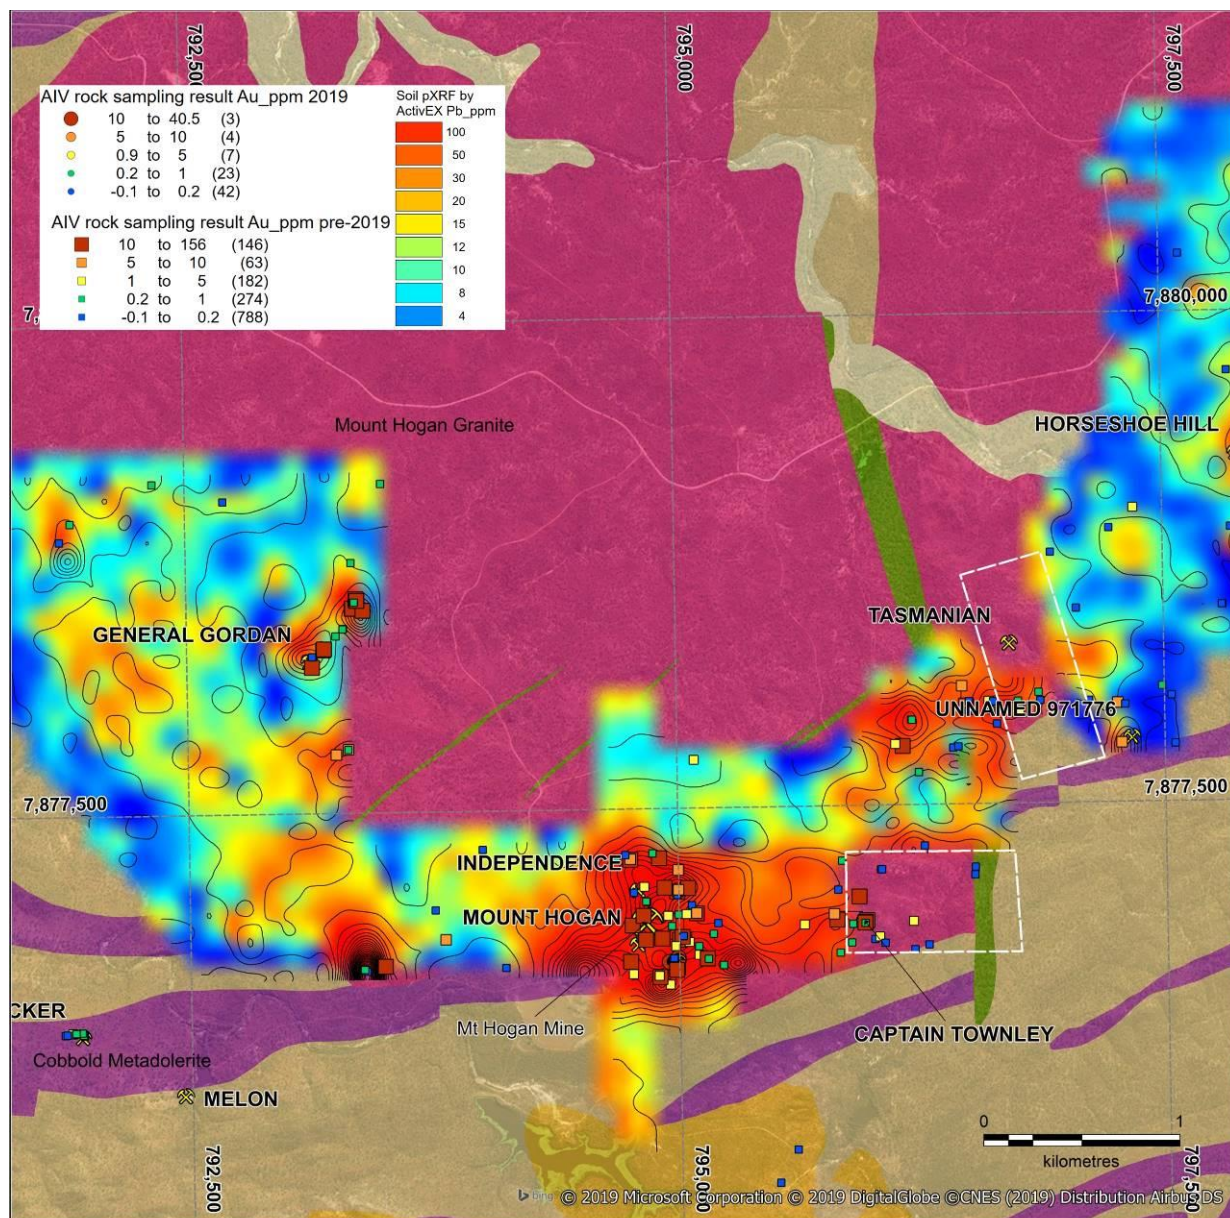 792,500
795,000
797,500
AIV rock sampling result Au_ppm 2019
10 to 40.5 (3)
5 to 10 (4)
0.9 to 5 (7)
0.2 to 1 (23)
-0.1 to 0.2 (42)
AIV rock sampling result Au_ppm pre-2019
10 to 156 (146)
5 to 10 (63)
1 to 5 (182)
0.2 to 1 (274)
-0.1 to 0.2 (788)
Soil pXRF by
ActivEX Pb_ppm
100
50
30
20
15
12
10
8
4
7,880,000
Mount Hogan Granite
HORSESHOE HILL
TASMANIAN
GENERAL GORDAN
UNNAMED 971776
7,877,500
7,877,500
INDEPENDENCE
MOUNT HOGAN
Mt Hogan Mine
CAPTAIN TOWNLEY
CKER
Cobbold Metadolerite
MELON
0 1
kilometres
792,500
795,000
797,500
bing © 2019 Microsoft Corporation © 2019 DigitalGlobe ©CNES (2019) Distribution Airbus DS